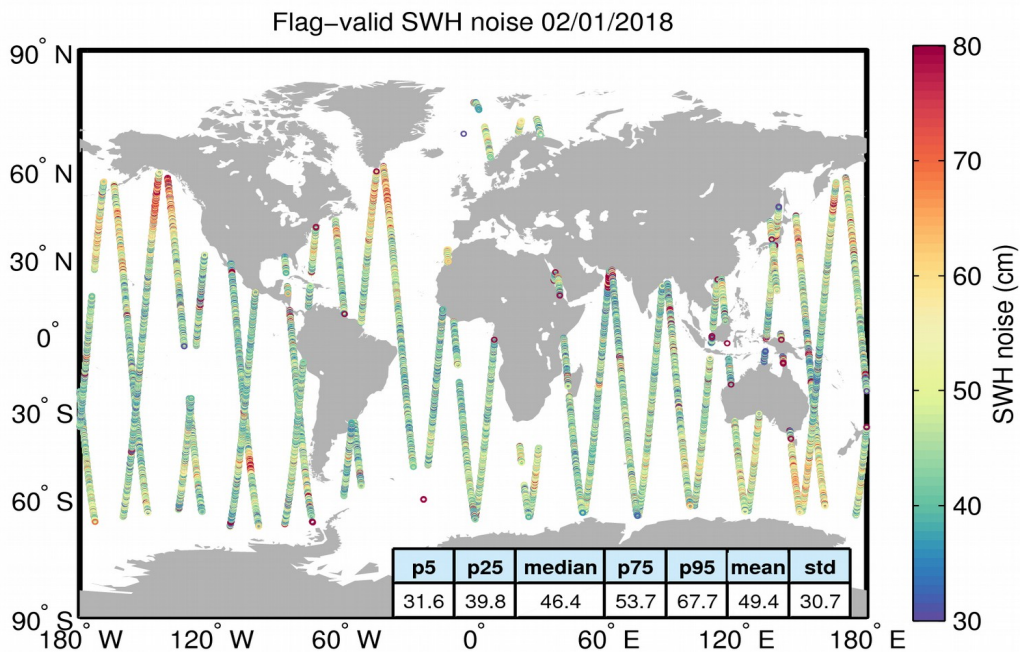 Flag−valid SWH noise 02/01/2018
90° N
60° N
30° N
0°
30° S
60° S
90° S
180° W
120° W
60° W
0°
60° E
120° E
180° E
p5 p25 median p75 p95 mean std
31.6 39.8 46.4 53.7 67.7 49.4 30.7
80
70
60
50
40
30
SWH noise (cm)